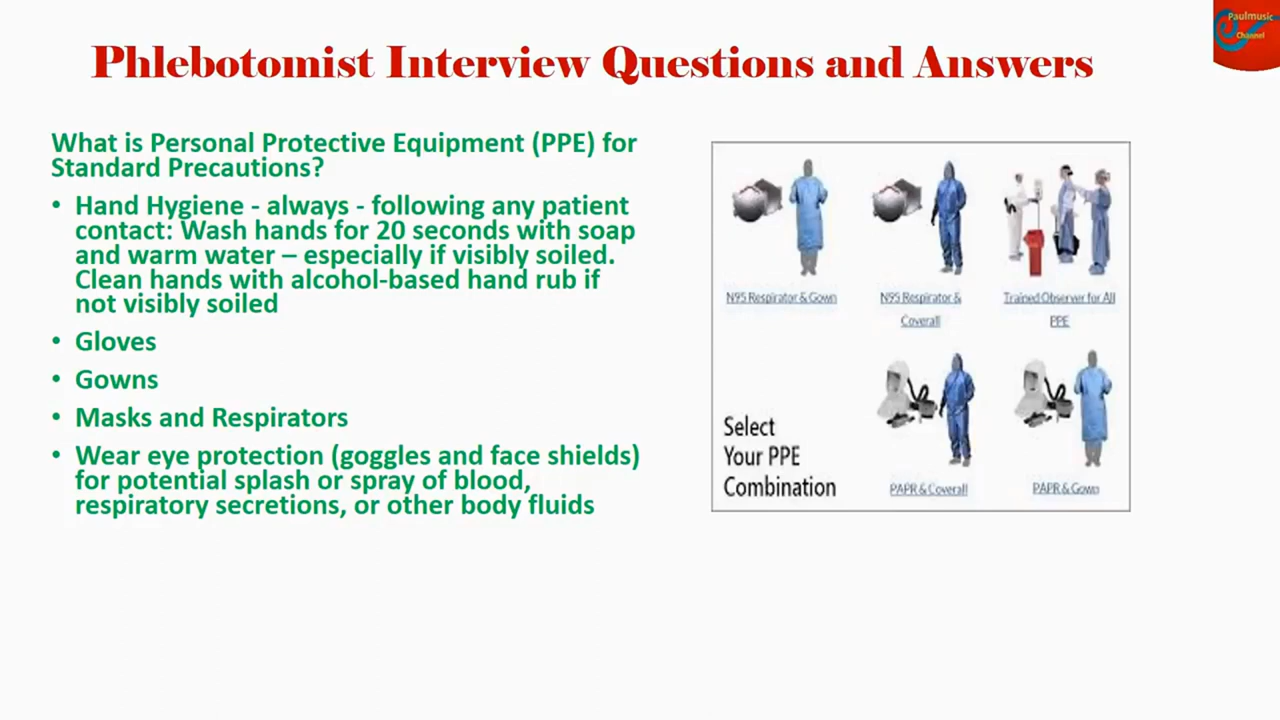 Paulmusic
Channel
Phlebotomist Interview Questions and Answers
What is Personal Protective Equipment (PPE) for
Standard Precautions?
• Hand Hygiene - always - following any patient
contact: Wash hands for 20 seconds with soap
and warm water – especially if visibly soiled.
Clean hands with alcohol-based hand rub if
not visibly soiled
• Gloves
• Gowns
• Masks and Respirators
• Wear eye protection (goggles and face shields)
for potential splash or spray of blood,
respiratory secretions, or other body fluids
N95 Respirator & Gown
N95 Respirator &
Coverall
Trained Observer for All
PPE
Select
Your PPE
Combination
PAPR & Coverall
PAPR & Gown